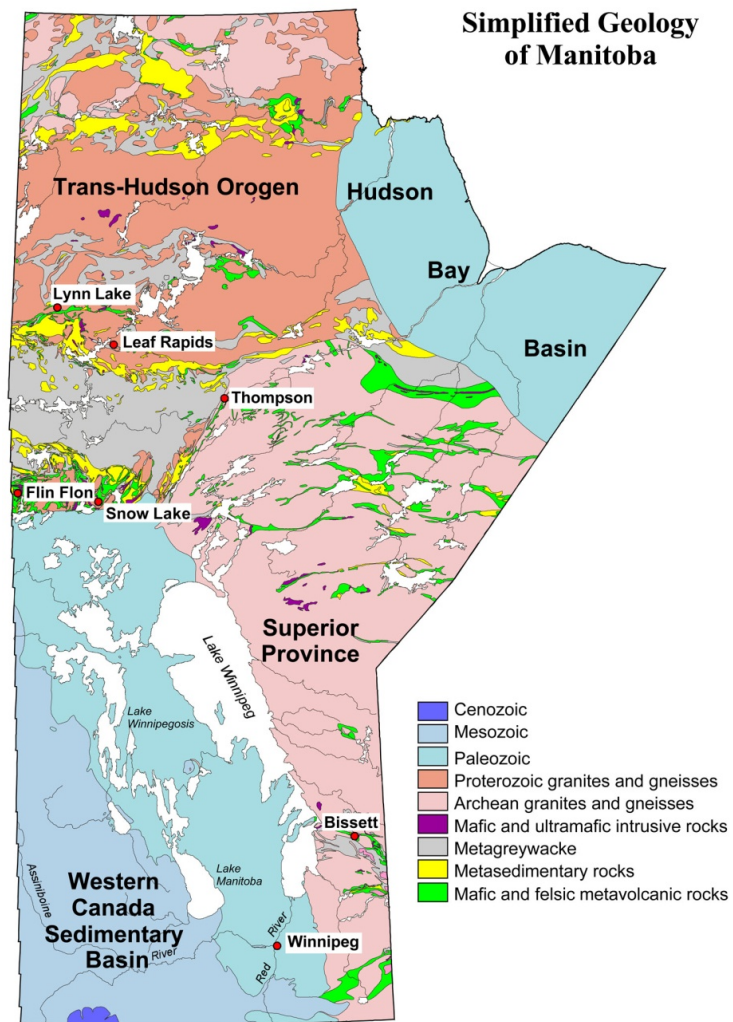 Simplified Geology
of Manitoba
Trans-Hudson Orogen
Hudson
Bay
Basin
Lynn Lake
Leaf Rapids
Thompson
Flin Flon
Snow Lake
Superior
Province
Lake Winnipeg
Lake
Winnipegosis
Cenozoic
Mesozoic
Paleozoic
Proterozoic granites and gneisses
Archean granites and gneisses
Mafic and ultramafic intrusive rocks
Metagreywacke
Metasedimentary rocks
Mafic and felsic metavolcanic rocks
Bissett
Lake
Manitoba
Assiniboine
River
Western
Canada
Sedimentary
Basin
Red
River
Winnipeg